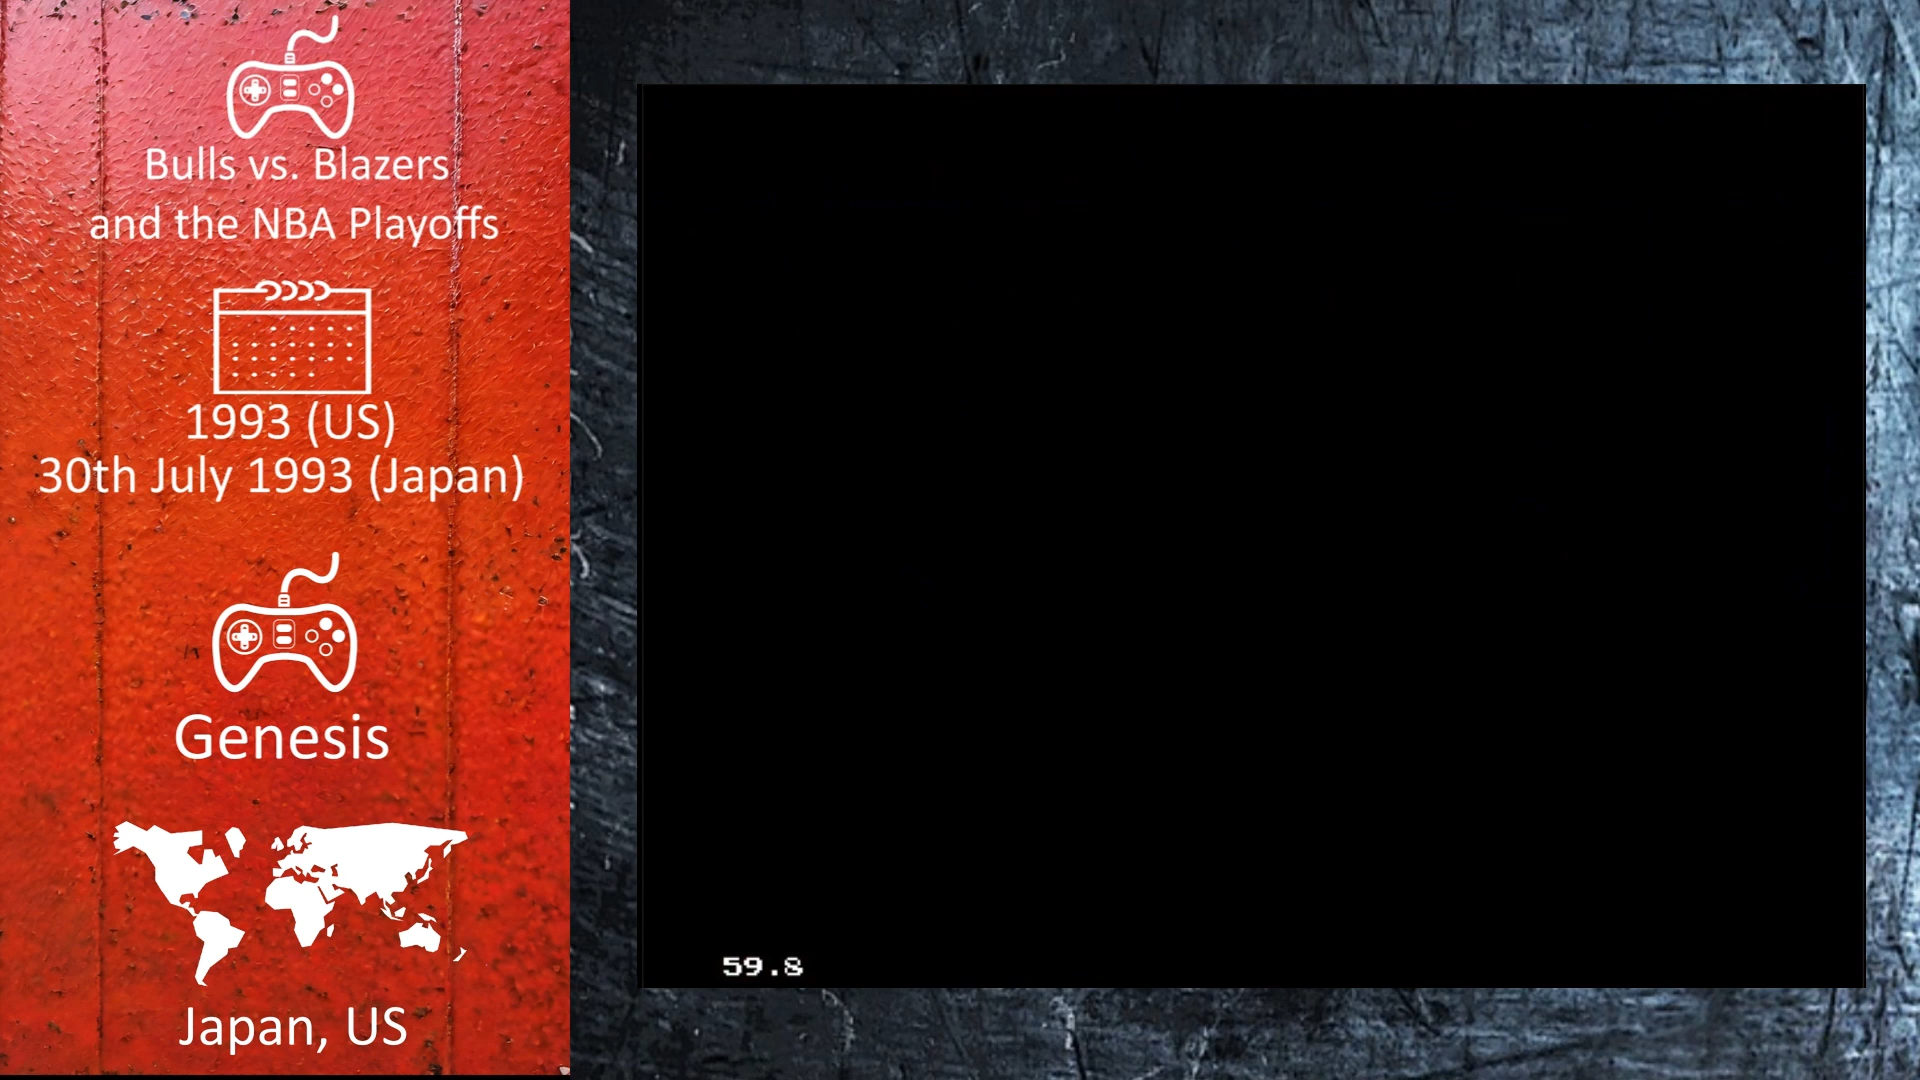 Bulls vs. Blazers
and the NBA Playoffs
1993 (US)
30th July 1993 (Japan)
Genesis
Japan, US
59.8